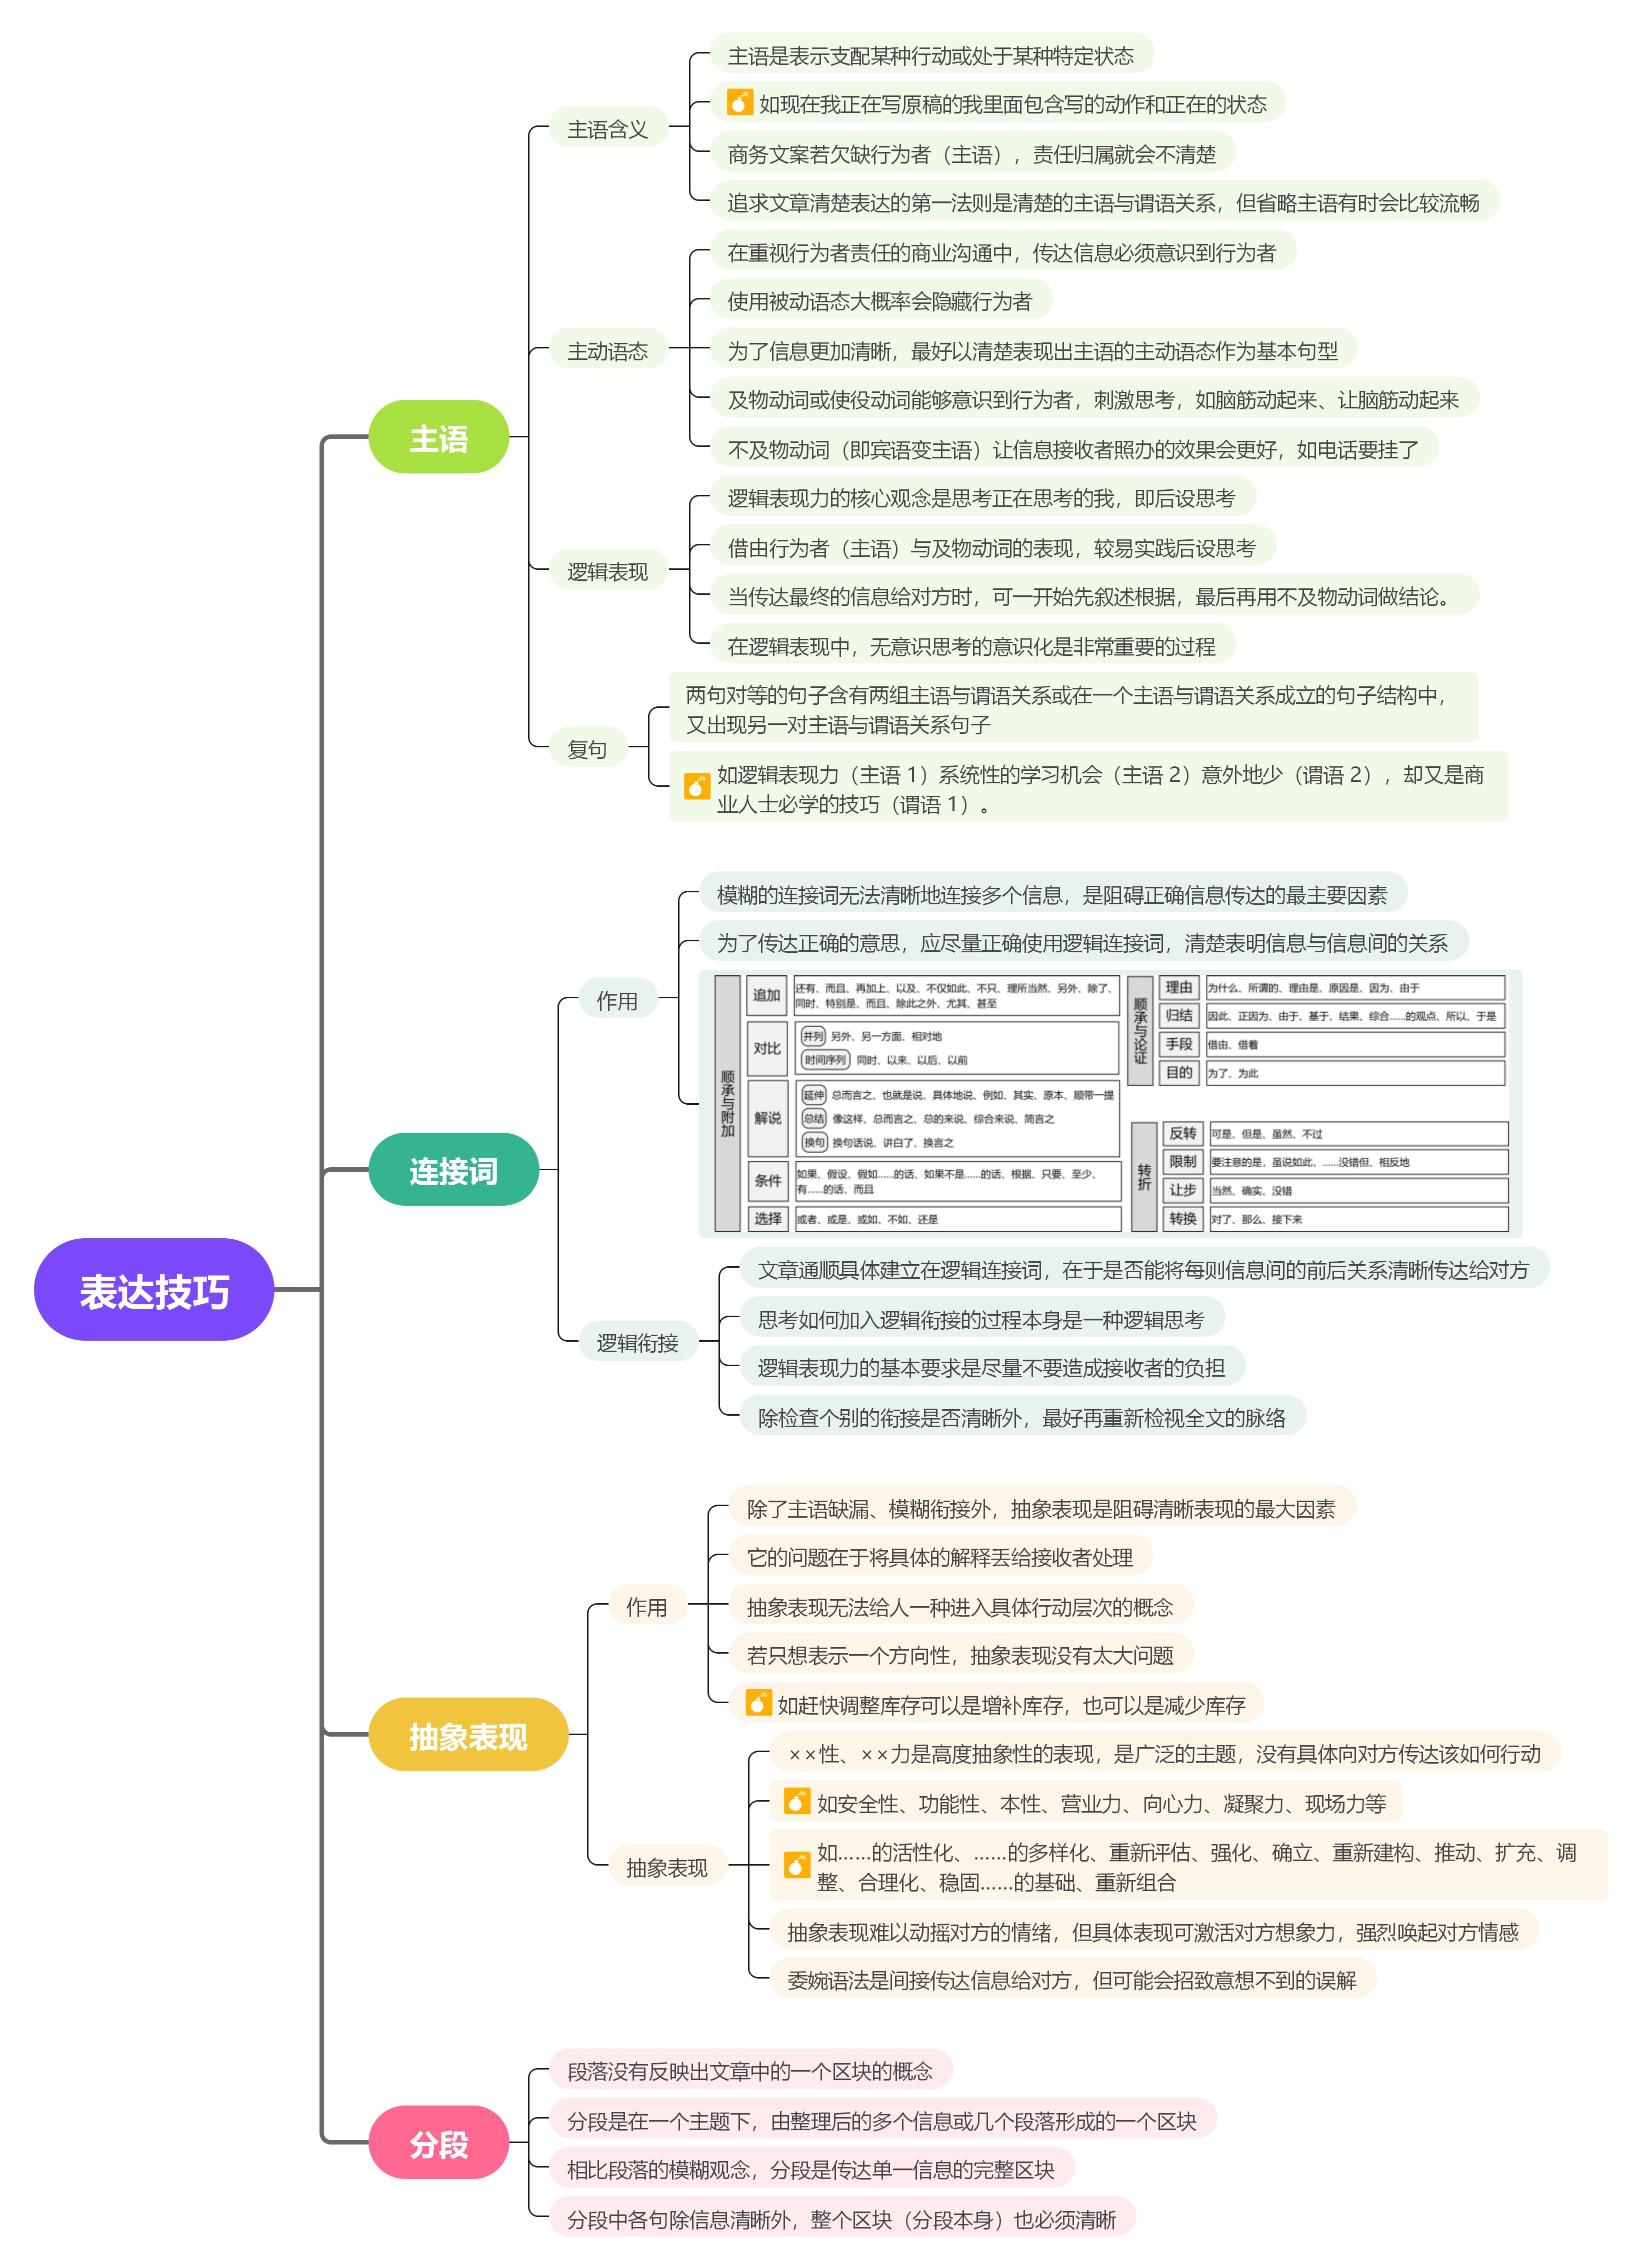 表达技巧
主语
主语含义
主语是表示支配某种行动或处于某种特定状态
如现在我正在写原稿的我里面包含写的动作和正在的状态
商务文案若欠缺行为者（主语），责任归属就会不清楚
追求文章清楚表达的第一法则是清楚的主语与谓语关系，但省略主语有时会比较流畅
主动语态
在重视行为者责任的商业沟通中，传达信息必须意识到行为者
使用被动语态大概率会隐藏行为者
为了信息更加清晰，最好以清楚表现出主语的主动语态作为基本句型
及物动词或使役动词能够意识到行为者，刺激思考，如脑筋动起来、让脑筋动起来
不及物动词（即宾语变主语）让信息接收者照办的效果会更好，如电话要挂了
逻辑表现
逻辑表现力的核心观念是思考正在思考的我，即后设思考
借由行为者（主语）与及物动词的表现，较易实践后设思考
当传达最终的信息给对方时，可一开始先叙述根据，最后再用不及物动词做结论。
在逻辑表现中，无意识思考的意识化是非常重要的过程
复句
两句对等的句子含有两组主语与谓语关系或在一个主语与谓语关系成立的句子结构中，
又出现另一对主语与谓语关系句子
如逻辑表现力（主语 1）系统性的学习机会（主语 2）意外地少（谓语 2），却又是商
业人士必学的技巧（谓语 1）。
连接词
作用
模糊的连接词无法清晰地连接多个信息，是阻碍正确信息传达的最主要因素
为了传达正确的意思，应尽量正确使用逻辑连接词，清楚表明信息与信息间的关系
顺承与附加
追加
还有、而且、再加上、以及、不仅如此、不只、理所当然、另外、除了、
同时、特别是、而且、除此之外、尤其、甚至
对比
并列 另外、另一方面、相对地
时间序列 同时、以来、以后、以前
解说
延伸 总而言之、也就是说、具体地说、例如、其实、原本、顺带一提
总结 像这样、总而言之、总的来说、综合来说、简言之
换句 换句话说、讲白了、换言之
条件
如果、假设、假如……的话、如果不是……的话、根据、只要、至少、
有……的话、而且
选择
或者、或是、或如、不如、还是
顺承与论证
理由
为什么、所谓的、理由是、原因是、因为、由于
归结
因此、正因为、由于、基于、结果、综合……的观点、所以、于是
手段
借由、借着
目的
为了、为此
转折
反转
可是、但是、虽然、不过
限制
要注意的是，虽说如此，……没错但、相反地
让步
当然、确实、没错
转换
对了、那么、接下来
逻辑衔接
文章通顺具体建立在逻辑连接词，在于是否能将每则信息间的前后关系清晰传达给对方
思考如何加入逻辑衔接的过程本身是一种逻辑思考
逻辑表现力的基本要求是尽量不要造成接收者的负担
除检查个别的衔接是否清晰外，最好再重新检视全文的脉络
抽象表现
作用
除了主语缺漏、模糊衔接外，抽象表现是阻碍清晰表现的最大因素
它的问题在于将具体的解释丢给接收者处理
抽象表现无法给人一种进入具体行动层次的概念
若只想表示一个方向性，抽象表现没有太大问题
如赶快调整库存可以是增补库存，也可以是减少库存
抽象表现
××性、××力是高度抽象性的表现，是广泛的主题，没有具体向对方传达该如何行动
如安全性、功能性、本性、营业力、向心力、凝聚力、现场力等
如……的活性化、……的多样化、重新评估、强化、确立、重新建构、推动、扩充、调
整、合理化、稳固……的基础、重新组合
抽象表现难以动摇对方的情绪，但具体表现可激活对方想象力，强烈唤起对方情感
委婉语法是间接传达信息给对方，但可能会招致意想不到的误解
分段
段落没有反映出文章中的一个区块的概念
分段是在一个主题下，由整理后的多个信息或几个段落形成的一个区块
相比段落的模糊观念，分段是传达单一信息的完整区块
分段中各句除信息清晰外，整个区块（分段本身）也必须清晰